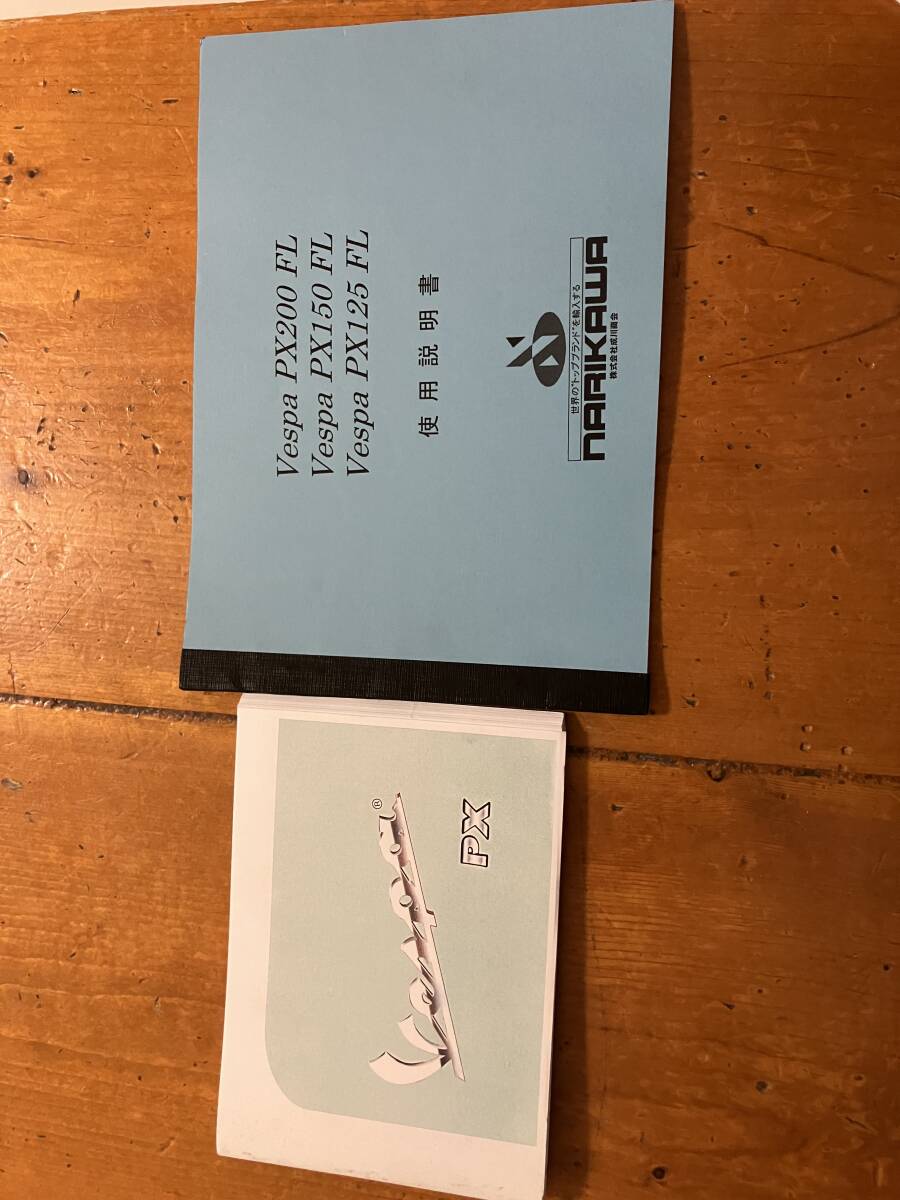 Vespa PX200 FL
Vespa PX150 FL
Vespa PX125 FL
使用説明書
世界の"トップブランド"を輸入する
NARIKAWA
株式会社成川商会
Vespa
®
PX